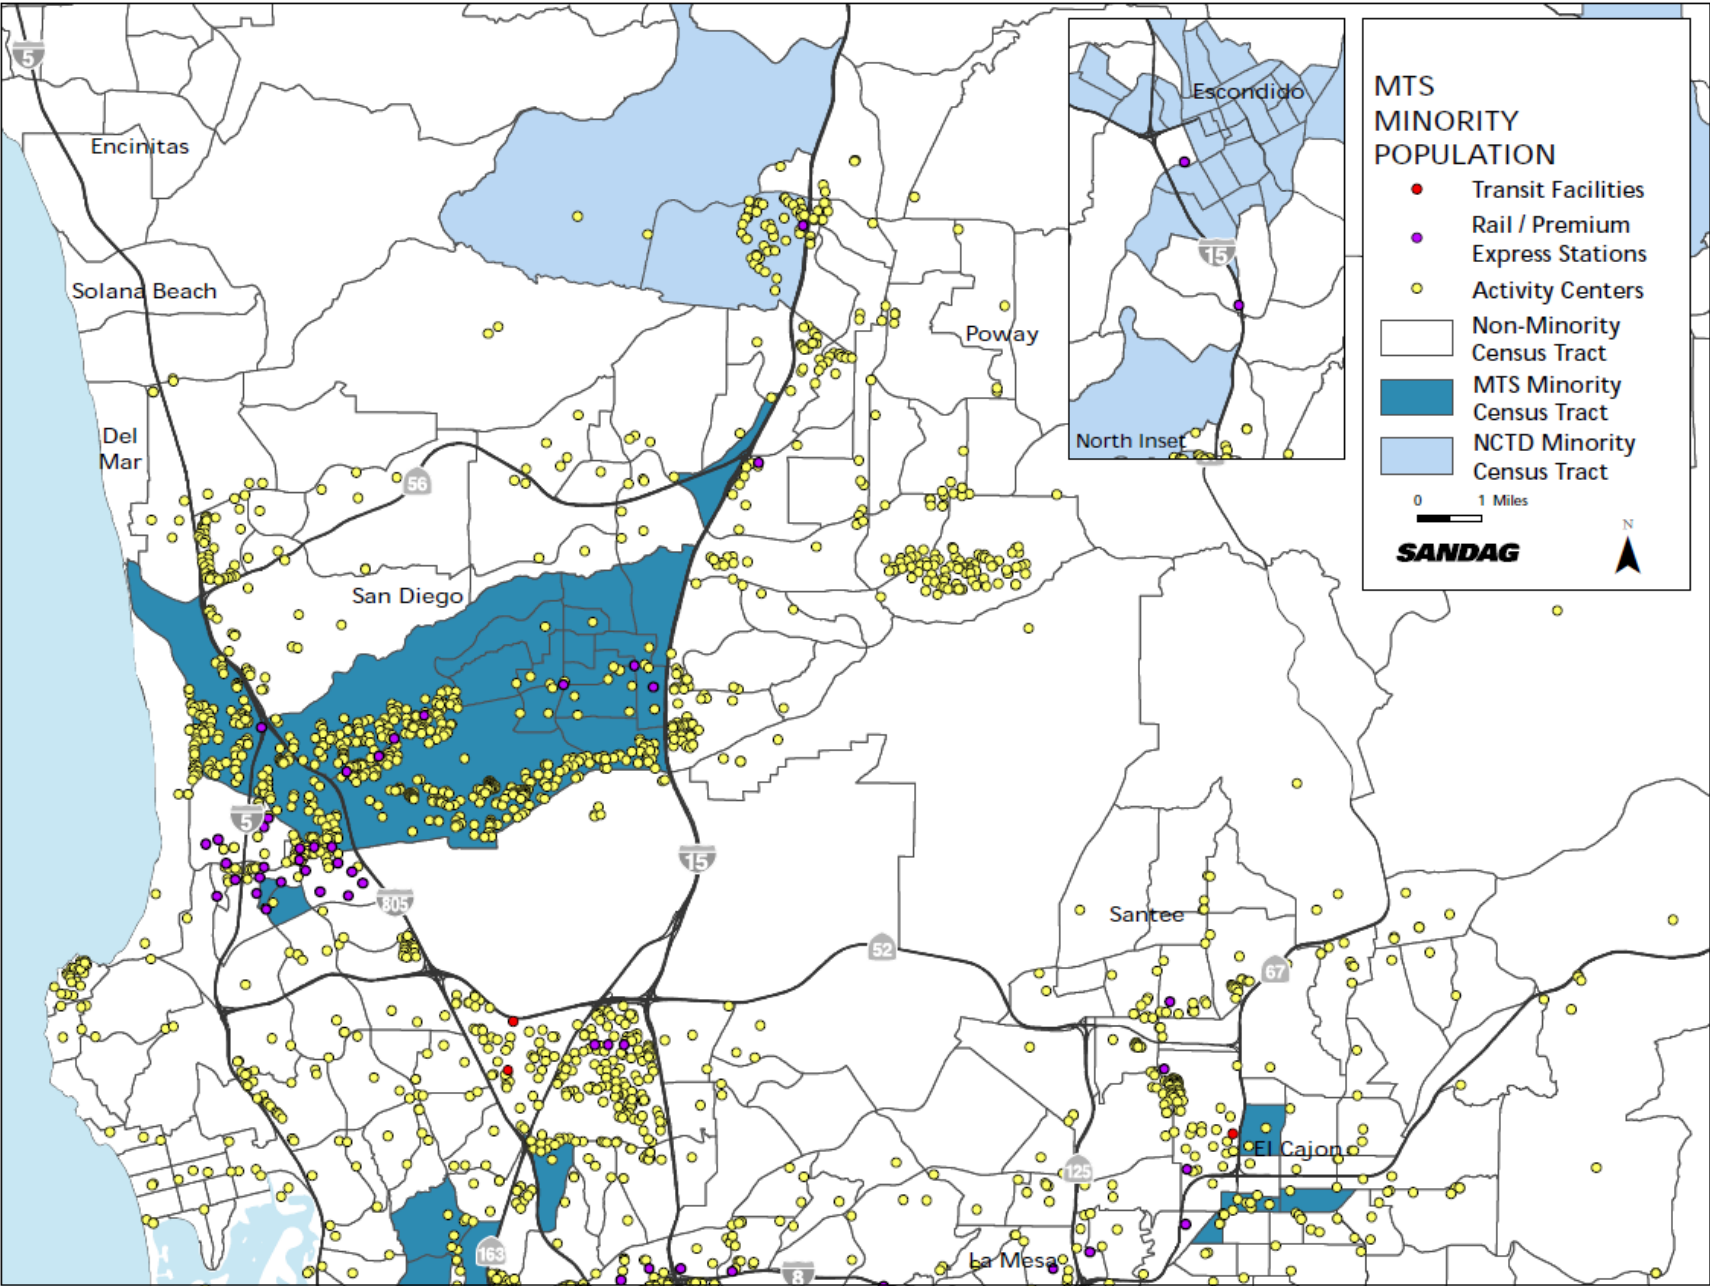 5
Encinitas
Solana Beach
Del
Mar
56
San Diego
Poway
5
805
15
52
Santee
67
125
El Cajon
163
La Mesa
8
Escondido
15
North Inset
MTS
MINORITY
POPULATION
Transit Facilities
Rail / Premium
Express Stations
Activity Centers
Non-Minority
Census Tract
MTS Minority
Census Tract
NCTD Minority
Census Tract
0 1 Miles
SANDAG
N